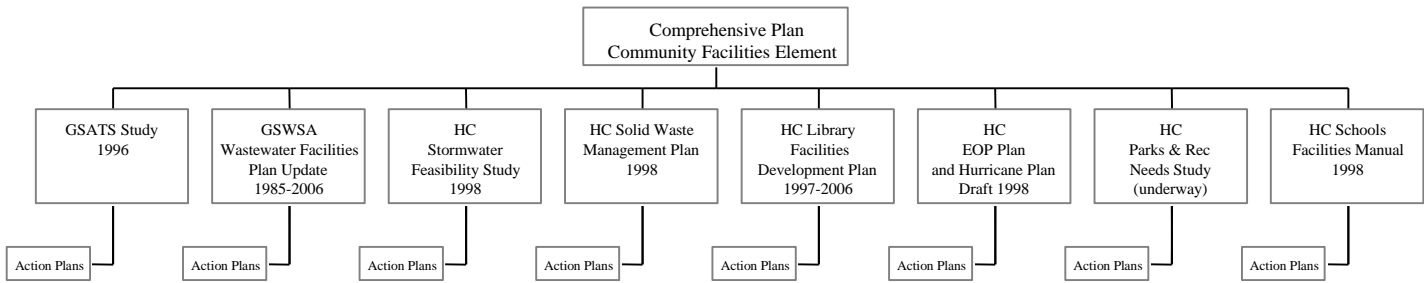 Comprehensive Plan
Community Facilities Element
GSATS Study
1996
GSWSA
Wastewater Facilities
Plan Update
1985-2006
HC
Stormwater
Feasibility Study
1998
HC Solid Waste
Management Plan
1998
HC Library
Facilities
Development Plan
1997-2006
HC
EOP Plan
and Hurricane Plan
Draft 1998
HC
Parks & Rec
Needs Study
(underway)
HC Schools
Facilities Manual
1998
Action Plans
Action Plans
Action Plans
Action Plans
Action Plans
Action Plans
Action Plans
Action Plans